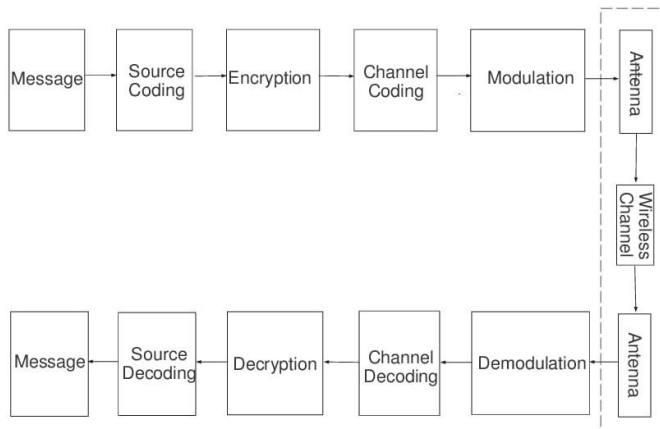 Message
Source
Coding
Encryption
Channel
Coding
Modulation
Antenna
Wireless
Channel
Antenna
Demodulation
Channel
Decoding
Decryption
Source
Decoding
Message